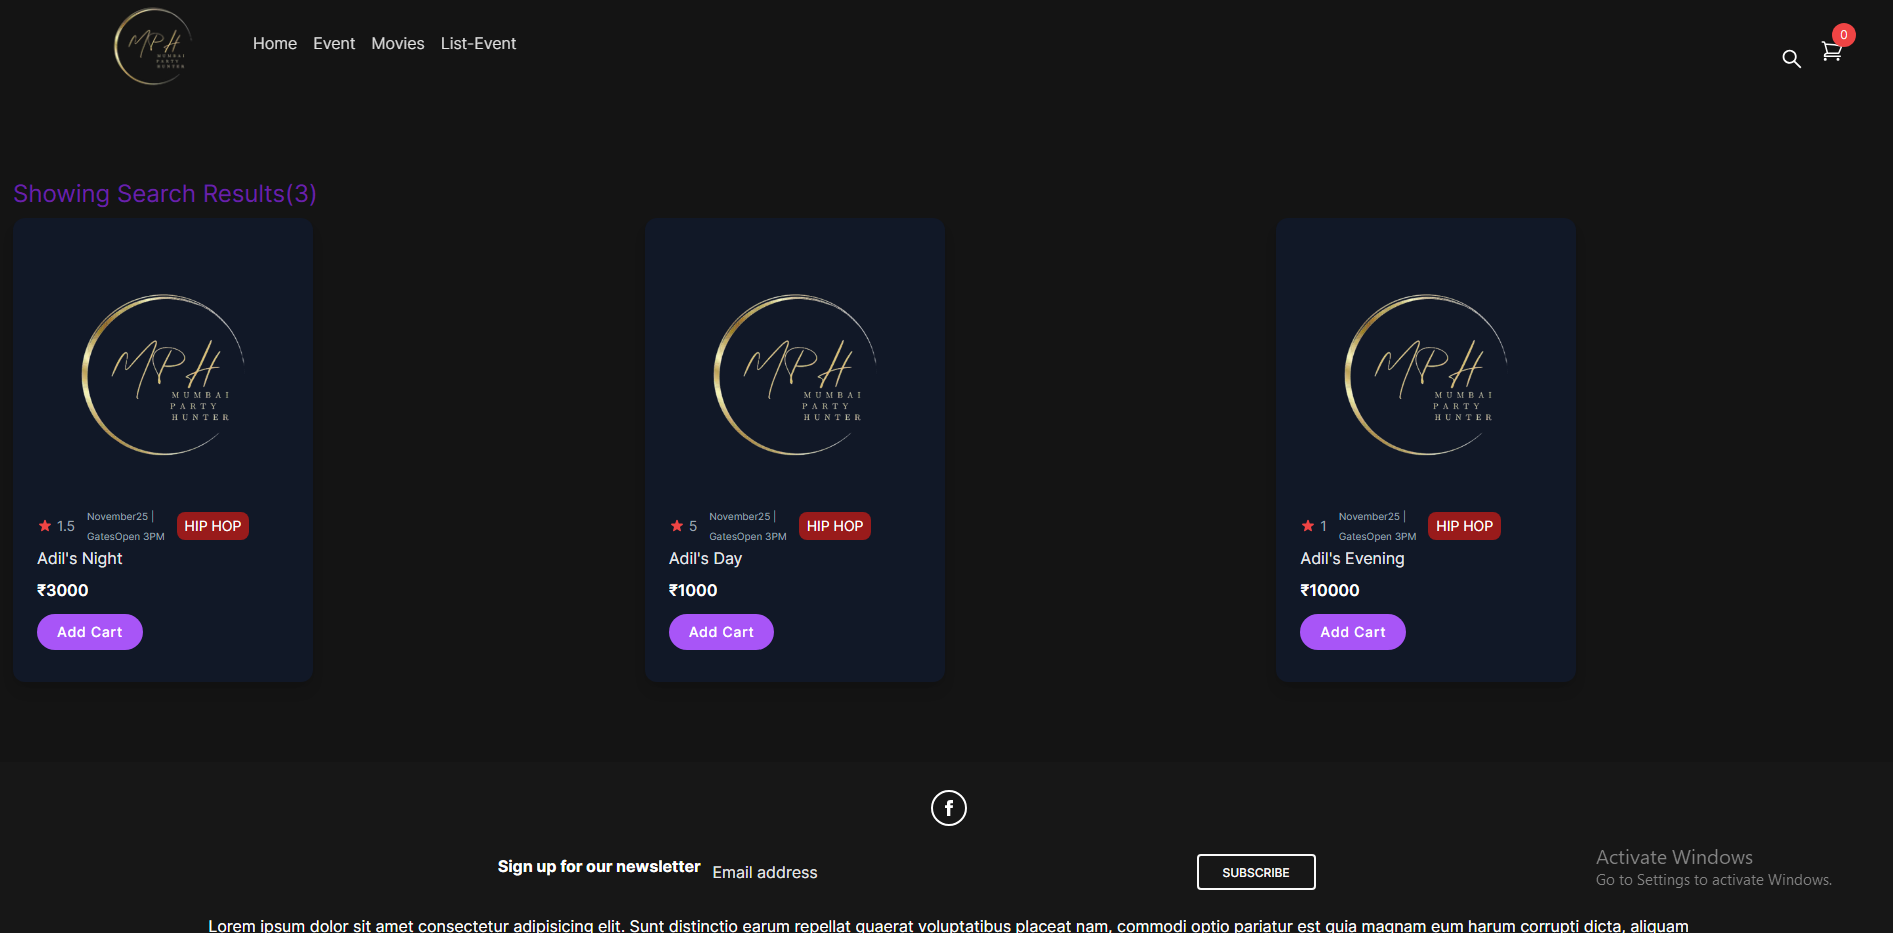 MPH
MUMBAI
PARTY
HUNTER
Home Event Movies List-Event
0
Showing Search Results(3)
MPH
MUMBAI
PARTY
HUNTER
1.5 November25 |
GatesOpen 3PM
HIP HOP
Adil's Night
₹3000
Add Cart
MPH
MUMBAI
PARTY
HUNTER
5 November25 |
GatesOpen 3PM
HIP HOP
Adil's Day
₹1000
Add Cart
MPH
MUMBAI
PARTY
HUNTER
1 November25 |
GatesOpen 3PM
HIP HOP
Adil's Evening
₹10000
Add Cart
f
Sign up for our newsletter Email address SUBSCRIBE
Activate Windows
Go to Settings to activate Windows.
Lorem ipsum dolor sit amet consectetur adipisicing elit. Sunt distinctio earum repellat quaerat voluptatibus placeat nam, commodi optio pariatur est quia magnam eum harum corrupti dicta, aliquam